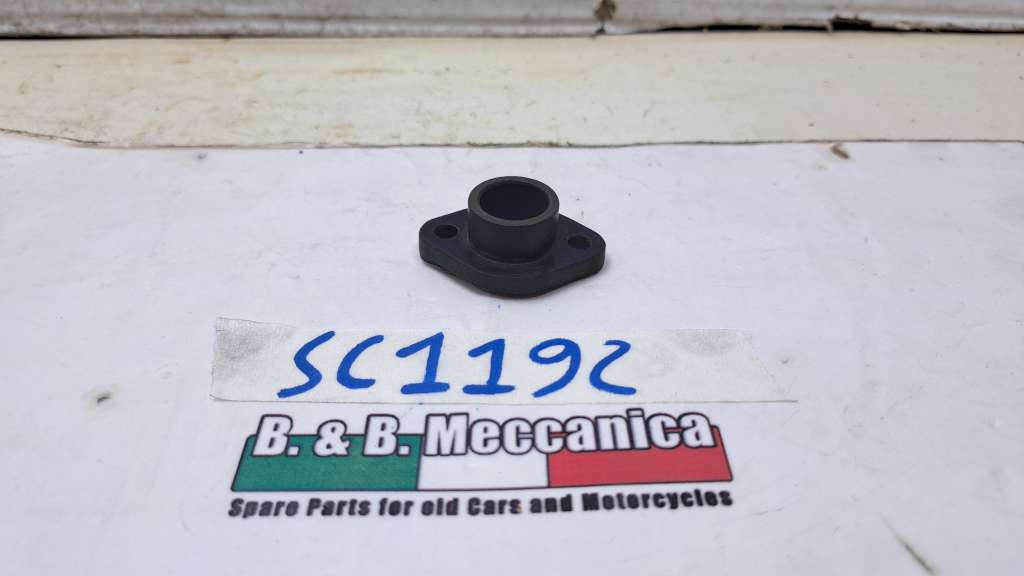 SC1192
B. & B. Meccanica
Spare Parts for old Cars and Motorcycles